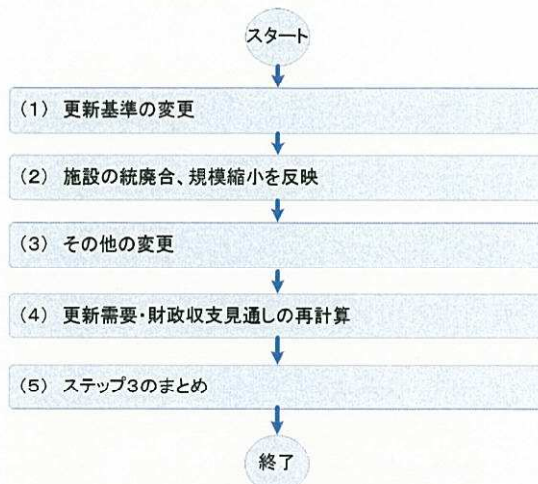 スタート
(1) 更新基準の変更
(2) 施設の統廃合、規模縮小を反映
(3) その他の変更
(4) 更新需要・財政収支見通しの再計算
(5) ステップ3のまとめ
終了